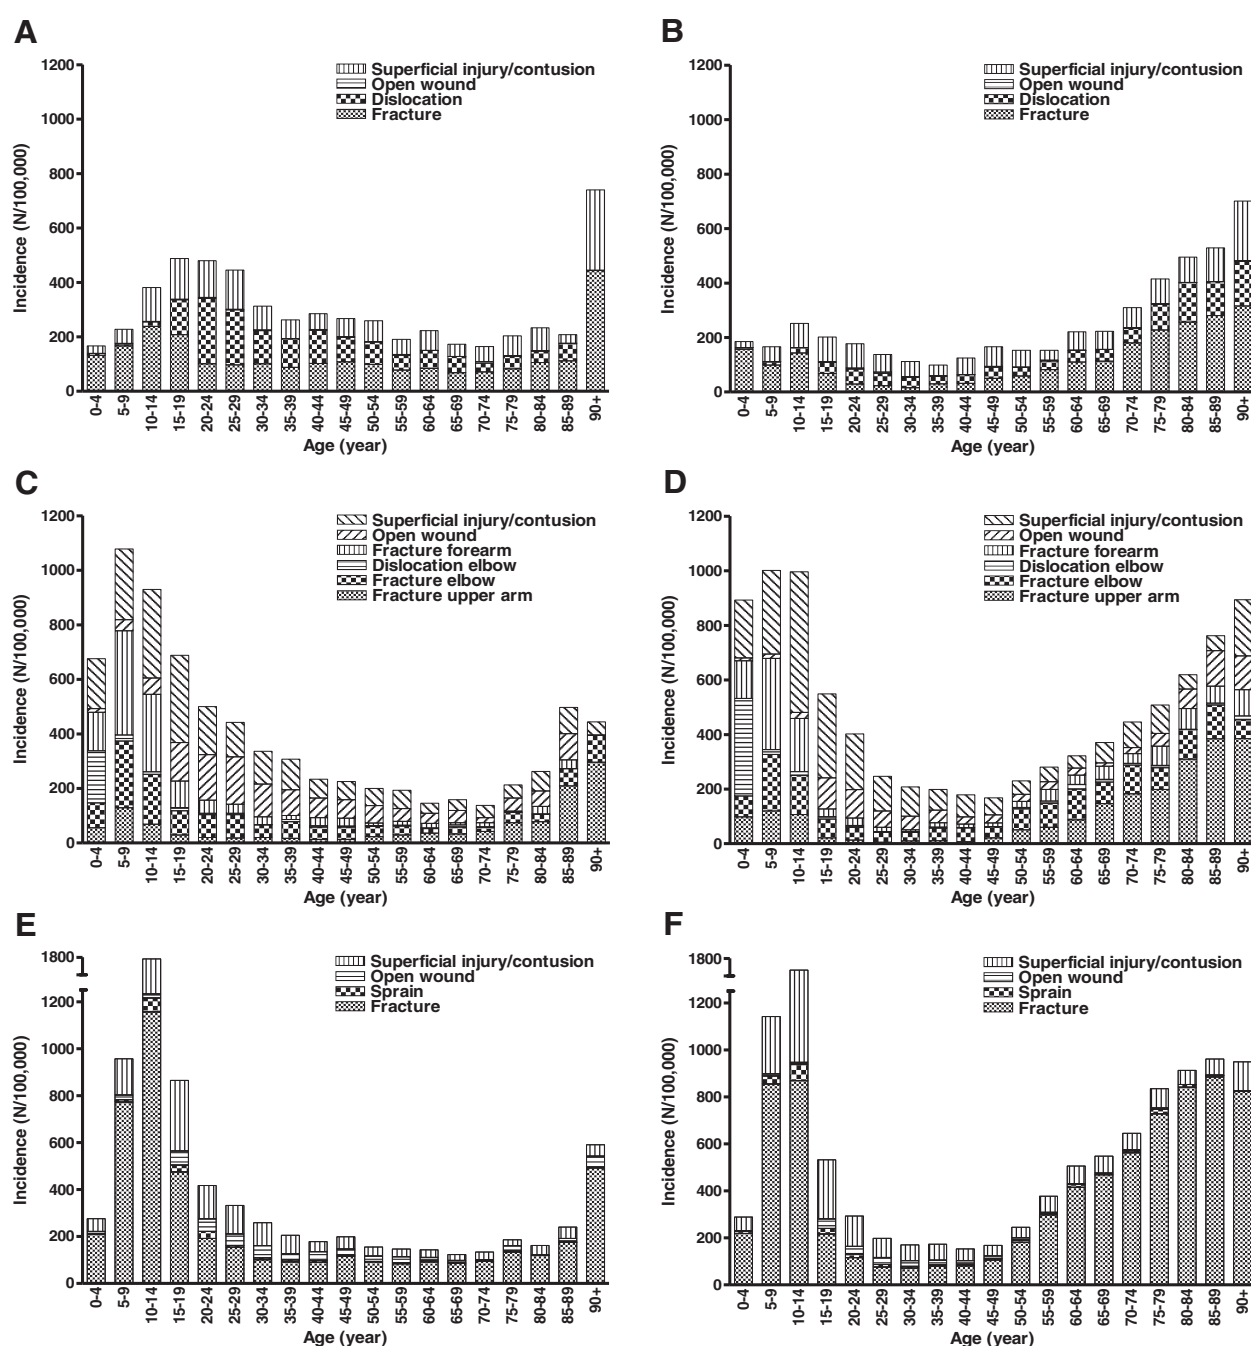 A
Incidence (N/100,000)
1200
1000
800
600
400
200
0
Superficial injury/contusion
Open wound
Dislocation
Fracture
0-4 5-9 10-14 15-19 20-24 25-29 30-34 35-39 40-44 45-49 50-54 55-59 60-64 65-69 70-74 75-79 80-84 85-89 90+
Age (year)
B
Incidence (N/100,000)
1200
1000
800
600
400
200
0
Superficial injury/contusion
Open wound
Dislocation
Fracture
0-4 5-9 10-14 15-19 20-24 25-29 30-34 35-39 40-44 45-49 50-54 55-59 60-64 65-69 70-74 75-79 80-84 85-89 90+
Age (year)
C
Incidence (N/100,000)
1200
1000
800
600
400
200
0
Superficial injury/contusion
Open wound
Fracture forearm
Dislocation elbow
Fracture elbow
Fracture upper arm
0-4 5-9 10-14 15-19 20-24 25-29 30-34 35-39 40-44 45-49 50-54 55-59 60-64 65-69 70-74 75-79 80-84 85-89 90+
Age (year)
D
Incidence (N/100,000)
1200
1000
800
600
400
200
0
Superficial injury/contusion
Open wound
Fracture forearm
Dislocation elbow
Fracture elbow
Fracture upper arm
0-4 5-9 10-14 15-19 20-24 25-29 30-34 35-39 40-44 45-49 50-54 55-59 60-64 65-69 70-74 75-79 80-84 85-89 90+
Age (year)
E
Incidence (N/100,000)
1800
1200
1000
800
600
400
200
0
Superficial injury/contusion
Open wound
Sprain
Fracture
0-4 5-9 10-14 15-19 20-24 25-29 30-34 35-39 40-44 45-49 50-54 55-59 60-64 65-69 70-74 75-79 80-84 85-89 90+
Age (year)
F
Incidence (N/100,000)
1800
1200
1000
800
600
400
200
0
Superficial injury/contusion
Open wound
Sprain
Fracture
0-4 5-9 10-14 15-19 20-24 25-29 30-34 35-39 40-44 45-49 50-54 55-59 60-64 65-69 70-74 75-79 80-84 85-89 90+
Age (year)